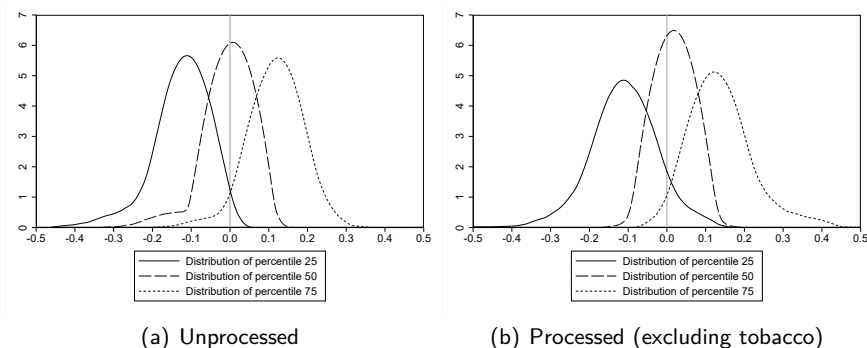 7
6
5
4
3
2
1
0
-0.5 -0.4 -0.3 -0.2 -0.1 0.0 0.1 0.2 0.3 0.4 0.5
Distribution of percentile 25
Distribution of percentile 50
Distribution of percentile 75
(a) Unprocessed
7
6
5
4
3
2
1
0
-0.5 -0.4 -0.3 -0.2 -0.1 0.0 0.1 0.2 0.3 0.4 0.5
Distribution of percentile 25
Distribution of percentile 50
Distribution of percentile 75
(b) Processed (excluding tobacco)